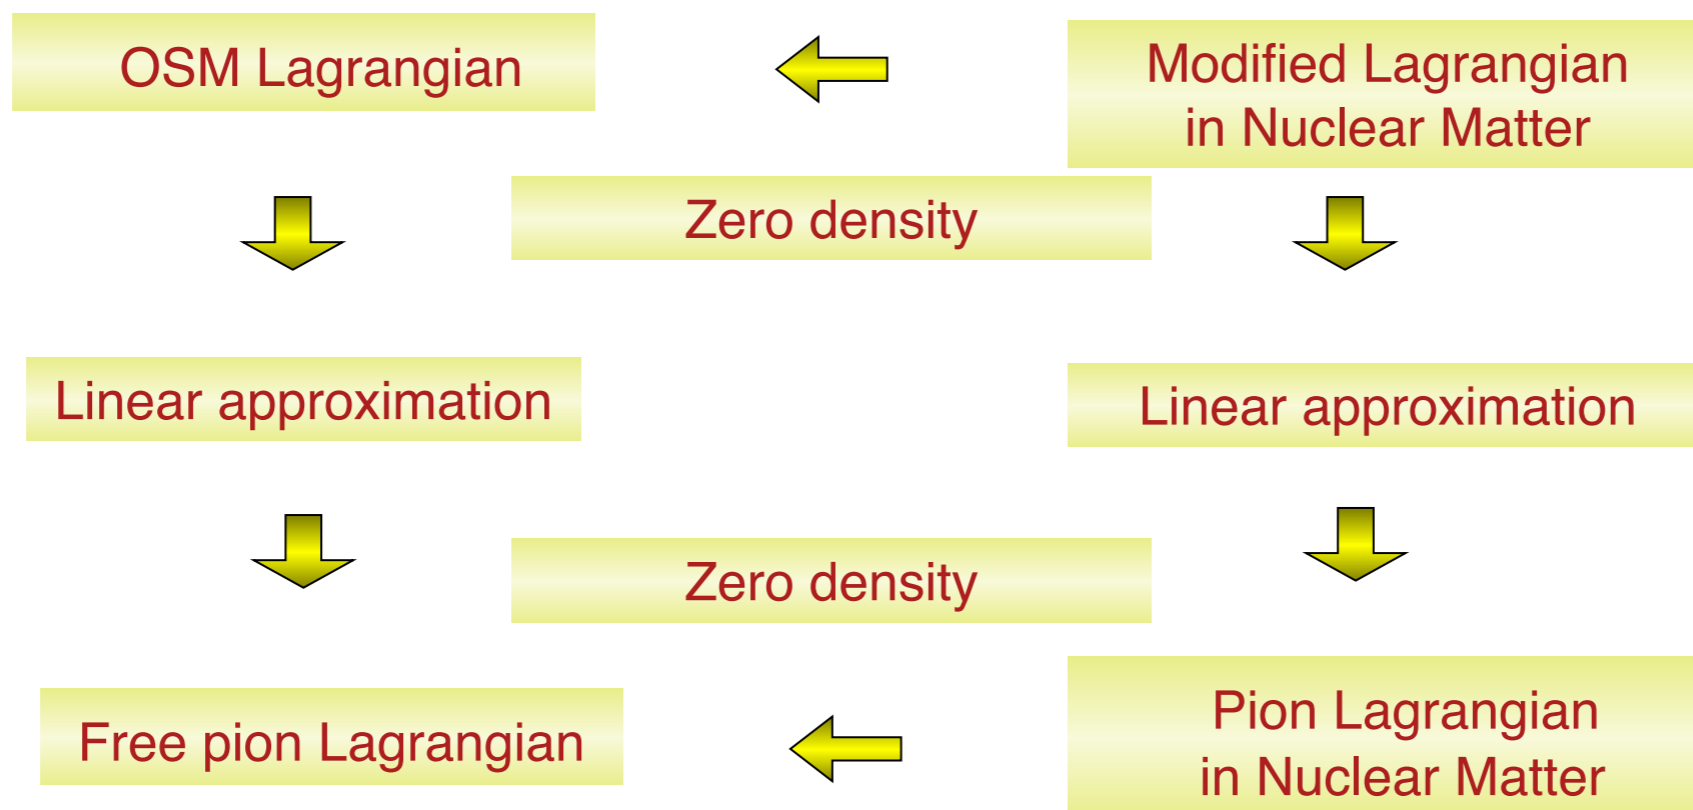 OSM Lagrangian
Modified Lagrangian
in Nuclear Matter
Zero density
Linear approximation
Linear approximation
Zero density
Free pion Lagrangian
Pion Lagrangian
in Nuclear Matter